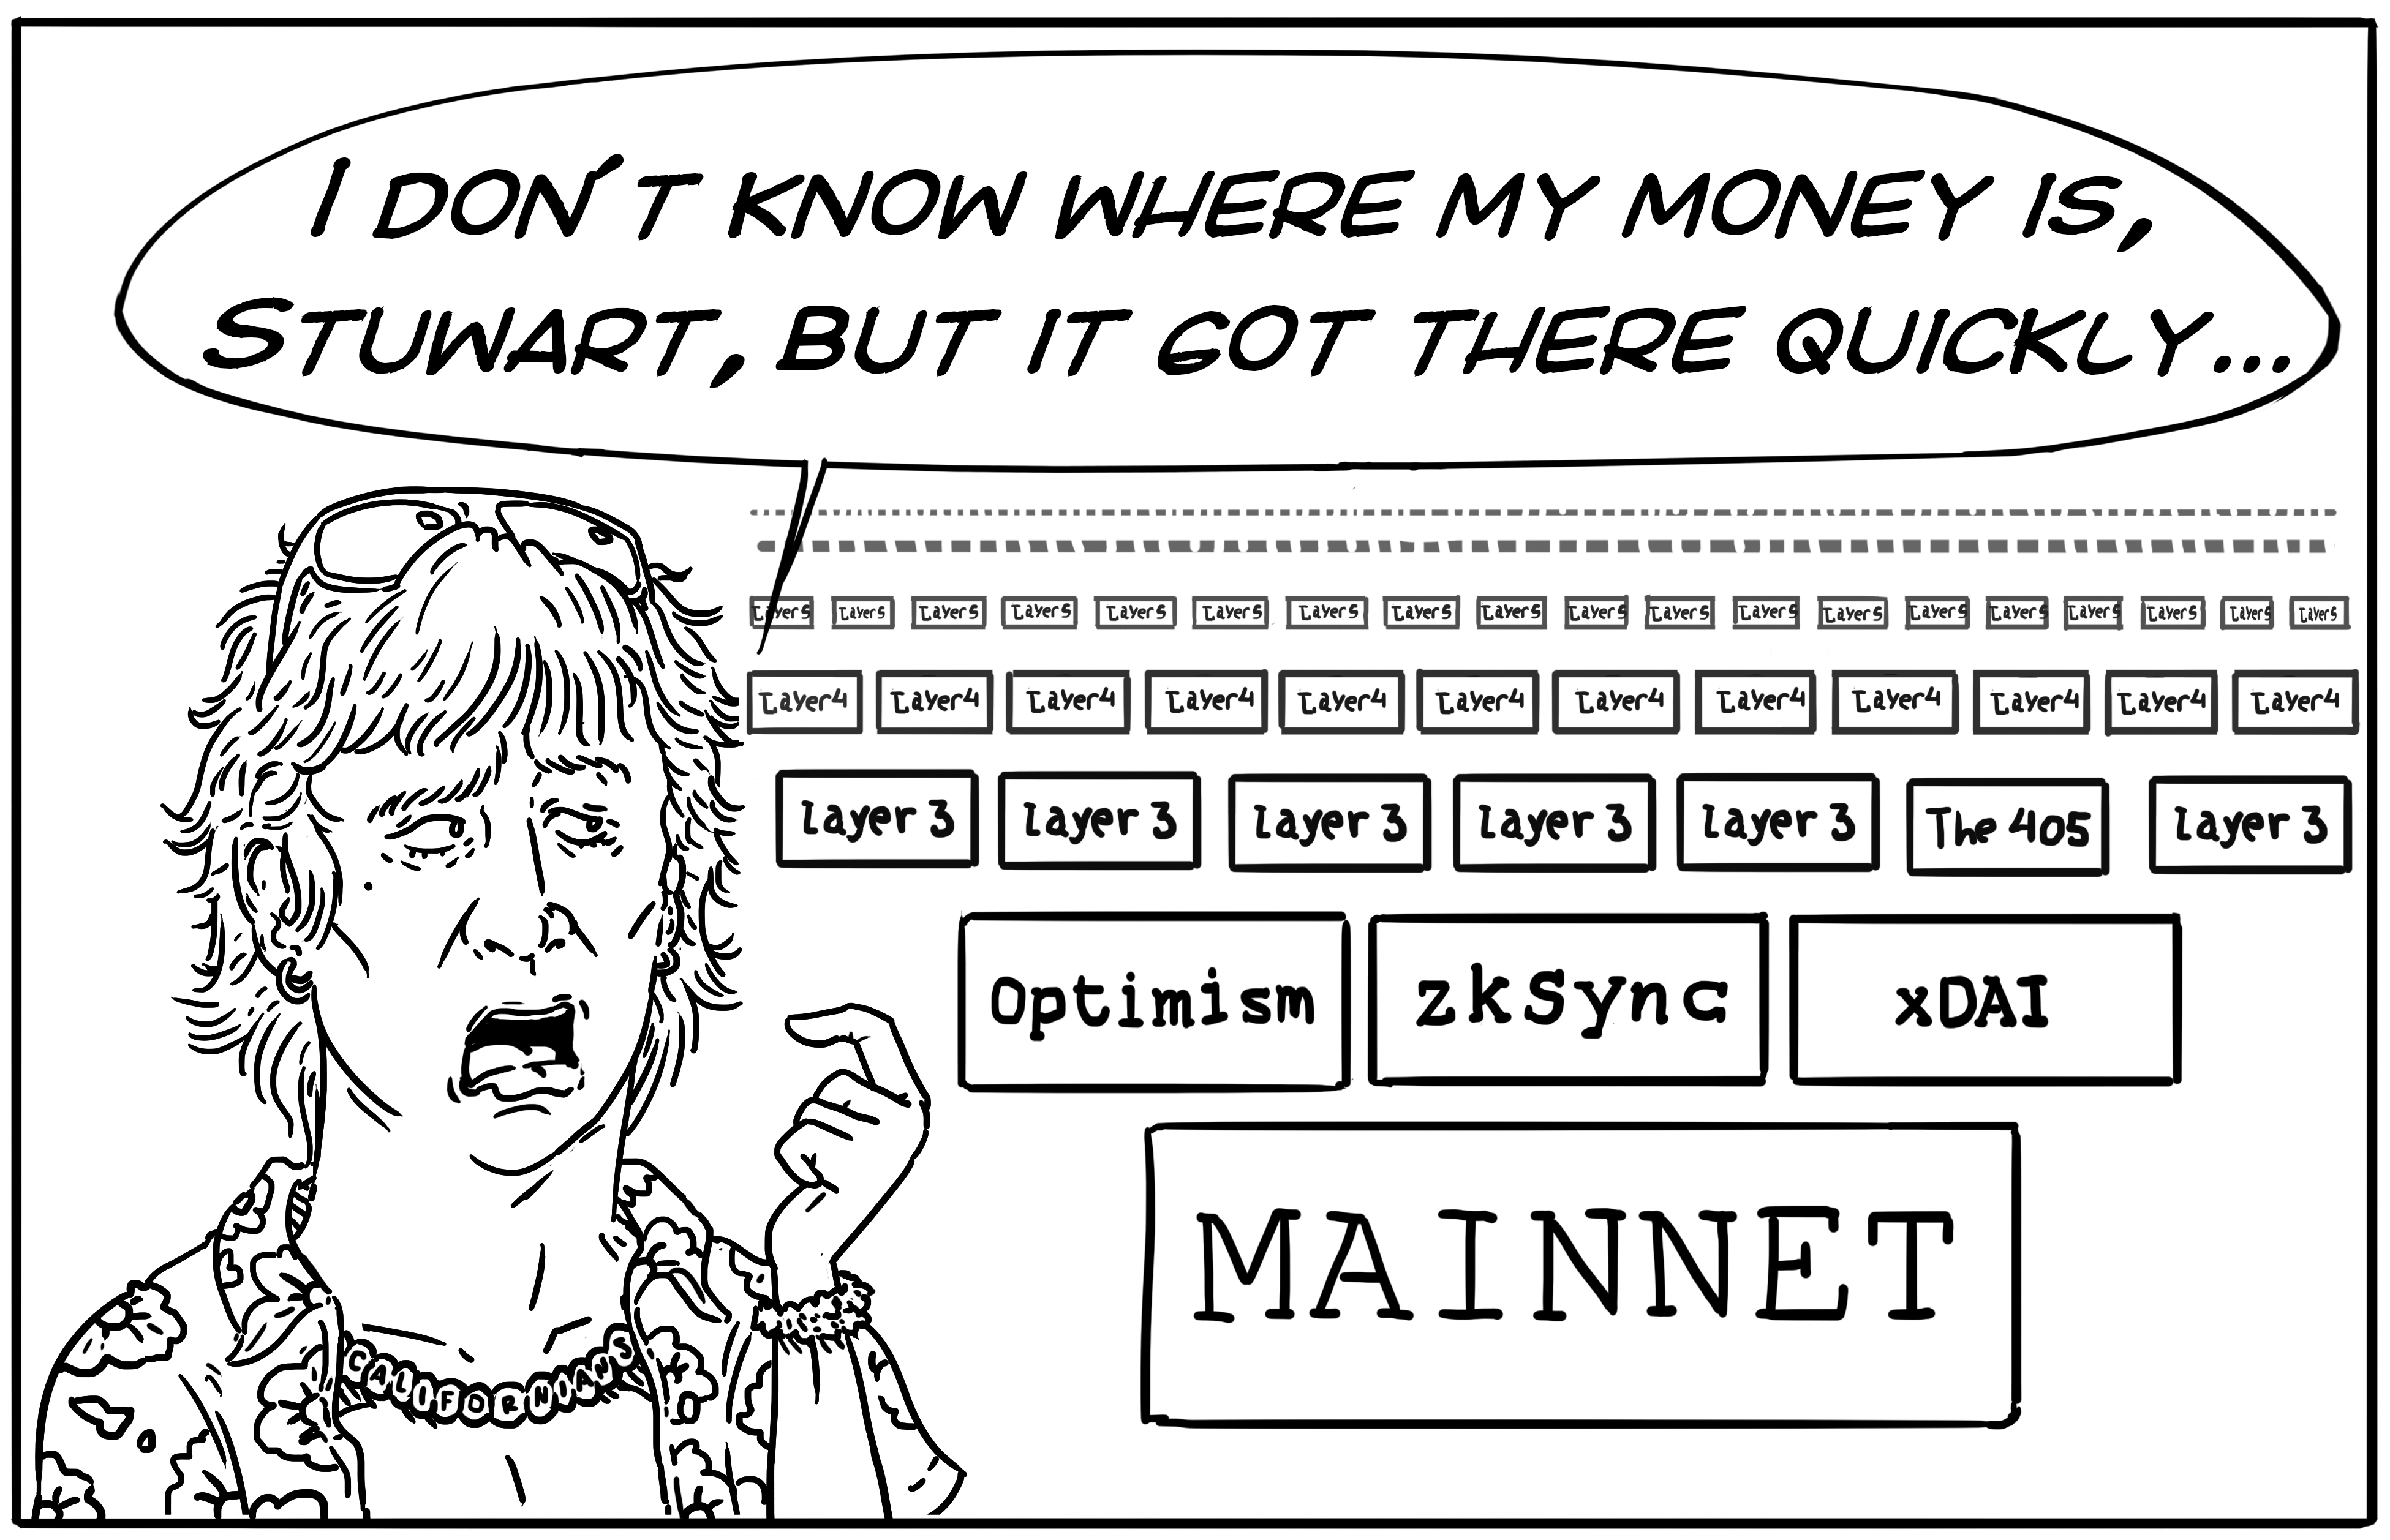 I DON'T KNOW WHERE MY MONEY IS,
STUWART, BUT IT GOT THERE QUICKLY...
Layer5 Layer5 Layer5 Layer5 Layer5 Layer5 Layer5 Layer5 Layer5 Layer5 Layer5 Layer5 Layer5 Layer5 Layer5 Layer5 Layer5 Layer5 Layer5
Layer4 Layer4 Layer4 Layer4 Layer4 Layer4 Layer4 Layer4 Layer4 Layer4 Layer4 Layer4
Layer 3 Layer 3 Layer 3 Layer 3 Layer 3 The 405 Layer 3
Optimism zkSync xDAI
MAINNET
CALIFORNIANS